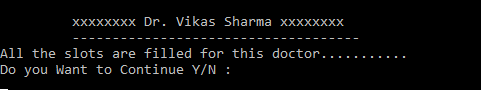 xxxxxxxx Dr. Vikas Sharma xxxxxxxx
------------------------------------
All the slots are filled for this doctor...........
Do you Want to Continue Y/N :